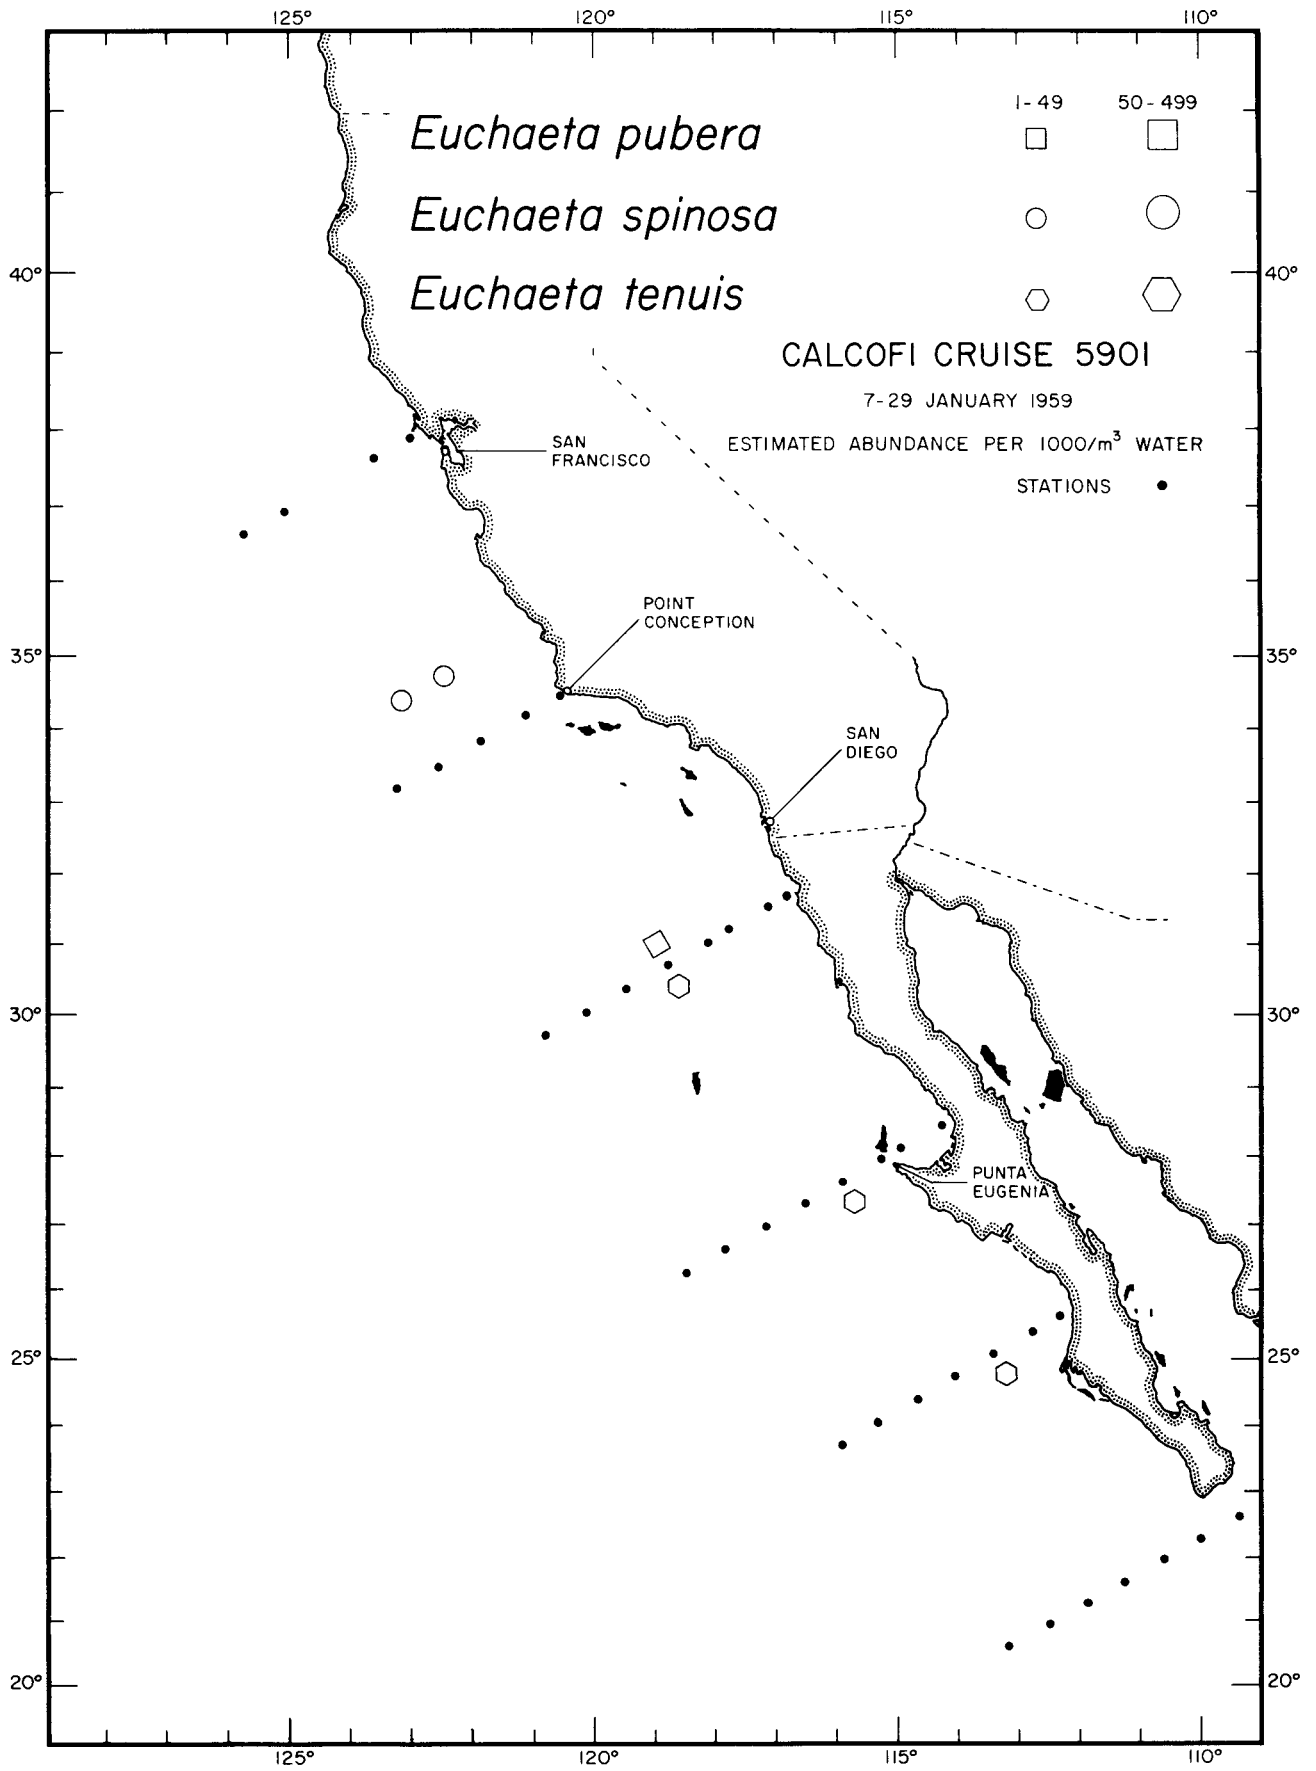 125° 120° 115° 110°
1-49 50-499
Euchaeta pubera
Euchaeta spinosa
40° 40°
Euchaeta tenuis
CALCOFI CRUISE 5901
7-29 JANUARY 1959
ESTIMATED ABUNDANCE PER 1000/m³ WATER
STATIONS
SAN
FRANCISCO
POINT
CONCEPTION
35° 35°
SAN
DIEGO
30° 30°
PUNTA
EUGENIA
25° 25°
20° 20°
125° 120° 115° 110°